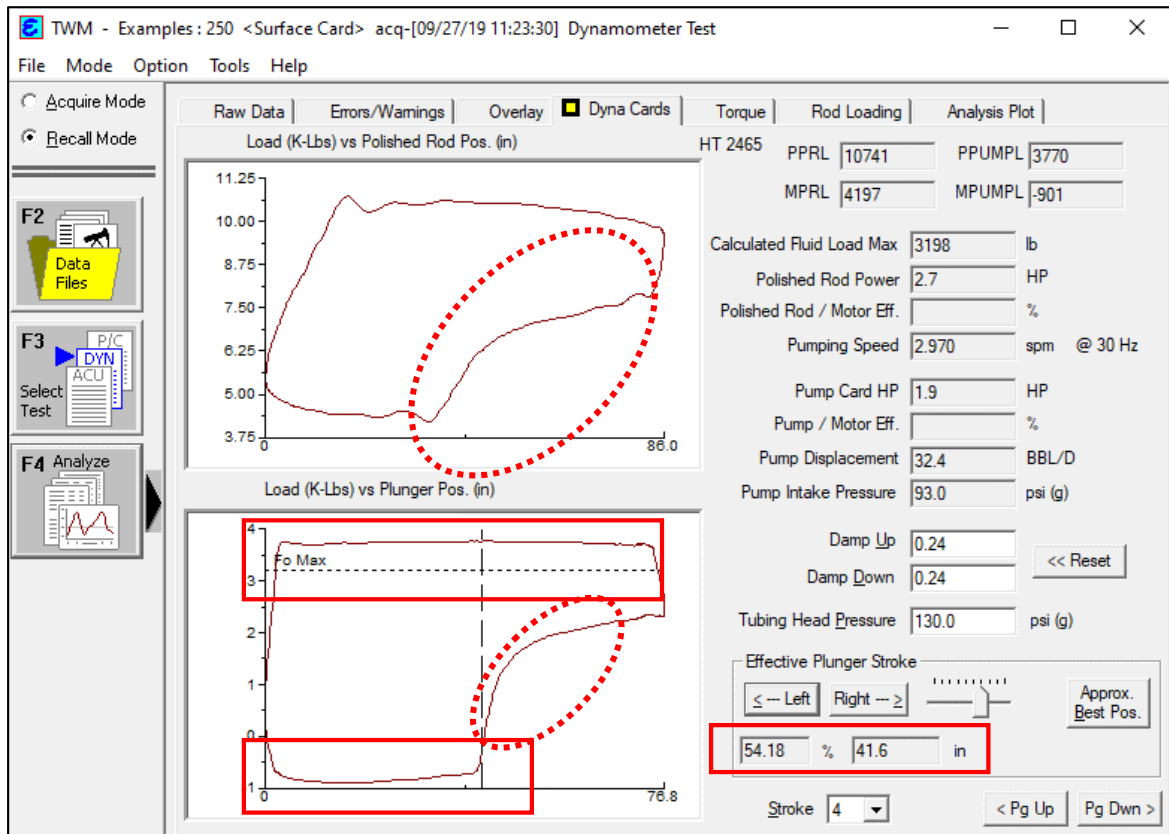 TWM - Examples : 250 <Surface Card> acq-[09/27/19 11:23:30] Dynamometer Test
File Mode Option Tools Help
Acquire Mode
Recall Mode
F2
Data
Files
F3
P/C
DYN
ACU
Select
Test
F4 Analyze
Raw Data
Errors/Warnings
Overlay
Dyna Cards
Torque
Rod Loading
Analysis Plot
Load (K-Lbs) vs Polished Rod Pos. (in)
11.25
10.00
8.75
7.50
6.25
5.00
3.75
0
86.0
Load (K-Lbs) vs Plunger Pos. (in)
4
Fo Max
3
2
1
0
1
0
76.8
HT 2465
PPRL 10741 PPUMPL 3770
MPRL 4197 MPUMPL -901
Calculated Fluid Load Max 3198 lb
Polished Rod Power 2.7 HP
Polished Rod / Motor Eff. %
Pumping Speed 2.970 spm @ 30 Hz
Pump Card HP 1.9 HP
Pump / Motor Eff. %
Pump Displacement 32.4 BBL/D
Pump Intake Pressure 93.0 psi (g)
Damp Up 0.24
<< Reset
Damp Down 0.24
Tubing Head Pressure 130.0 psi (g)
Effective Plunger Stroke
< --- Left Right --- >
Approx.
Best Pos.
54.18 % 41.6 in
Stroke 4
< Pg Up Pg Dwn >